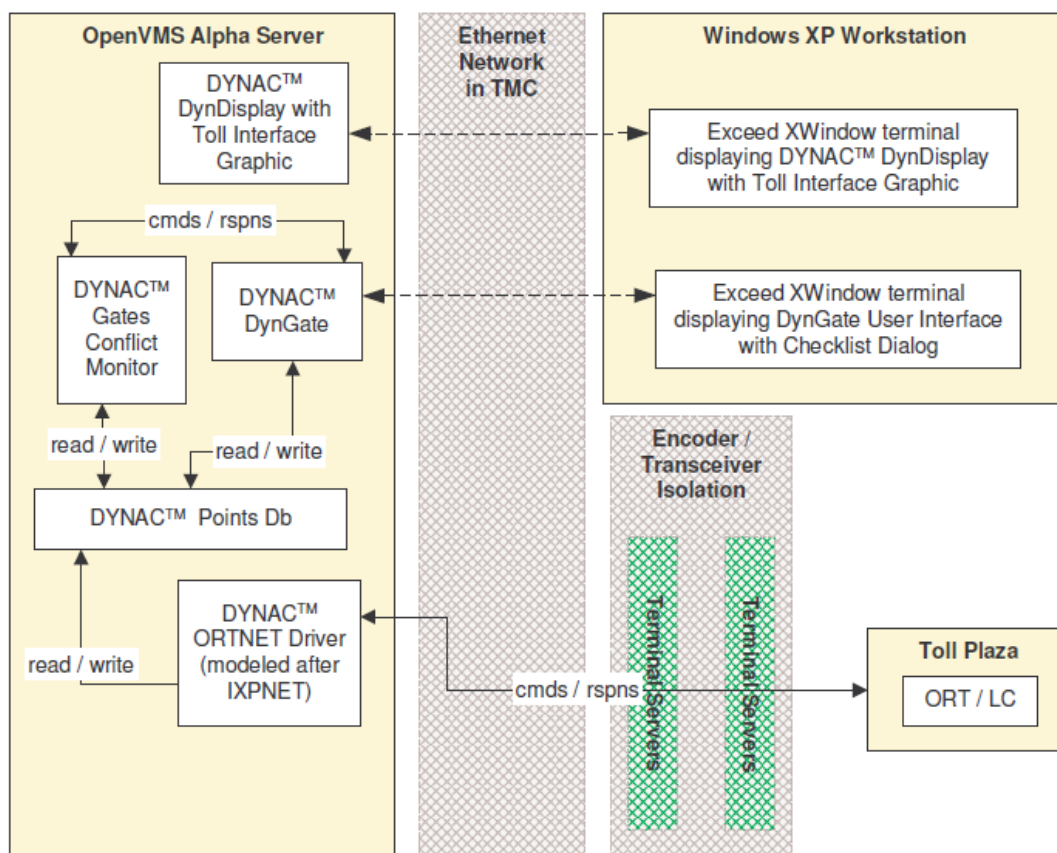 OpenVMS Alpha Server
DYNAC™
DynDisplay with
Toll Interface
Graphic
cmds / rspns
DYNAC™
Gates
Conflict
Monitor
DYNAC™
DynGate
read / write
read / write
DYNAC™ Points Db
DYNAC™
ORTNET Driver
(modeled after
IXPNET)
read / write
Ethernet
Network
in TMC
Windows XP Workstation
Exceed XWindow terminal
displaying DYNAC™ DynDisplay
with Toll Interface Graphic
Exceed XWindow terminal
displaying DynGate User Interface
with Checklist Dialog
Encoder /
Transceiver
Isolation
Terminal Servers
Terminal Servers
cmds / rspns
Toll Plaza
ORT / LC